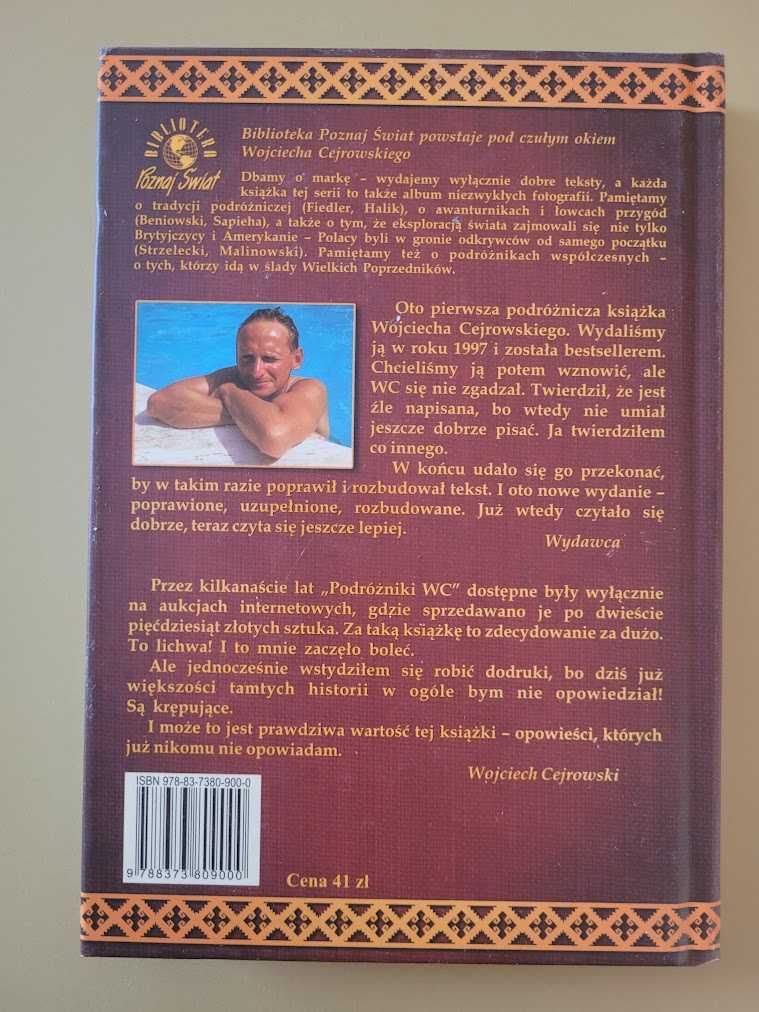 BIBLIOTEKA
Poznaj Świat
Biblioteka Poznaj Świat powstaje pod czułym okiem
Wojciecha Cejrowskiego
Dbamy o markę – wydajemy wyłącznie dobre teksty, a każda
książka tej serii to także album niezwykłych fotografii. Pamiętamy
o tradycji podróżniczej (Fiedler, Halik), o awanturnikach i łowcach przygód
(Beniowski, Sapieha), a także o tym, że eksploracją świata zajmowali się nie tylko
Brytyjczycy i Amerykanie – Polacy byli w gronie odkrywców od samego początku
(Strzelecki, Malinowski). Pamiętamy też o podróżnikach współczesnych –
o tych, którzy idą w ślady Wielkich Poprzedników.
Oto pierwsza podróżnicza książka
Wojciecha Cejrowskiego. Wydaliśmy
ją w roku 1997 i została bestsellerem.
Chcieliśmy ją potem wznowić, ale
WC się nie zgadzał. Twierdził, że jest
źle napisana, bo wtedy nie umiał
jeszcze dobrze pisać. Ja twierdziłem
co innego.
W końcu udało się go przekonać,
by w takim razie poprawił i rozbudował tekst. I oto nowe wydanie –
poprawione, uzupełnione, rozbudowane. Już wtedy czytało się
dobrze, teraz czyta się jeszcze lepiej.
Wydawca
Przez kilkanaście lat „Podróżniki WC” dostępne były wyłącznie
na aukcjach internetowych, gdzie sprzedawano je po dwieście
pięćdziesiąt złotych sztuka. Za taką książkę to zdecydowanie za dużo.
To lichwa! I to mnie zaczęło boleć.
Ale jednocześnie wstydziłem się robić dodruki, bo dziś już
większości tamtych historii w ogóle bym nie opowiedział!
Są krępujące.
I może to jest prawdziwa wartość tej książki – opowieści, których
już nikomu nie opowiadam.
Wojciech Cejrowski
ISBN 978-83-7380-900-0
9 788373 809000
Cena 41 zł